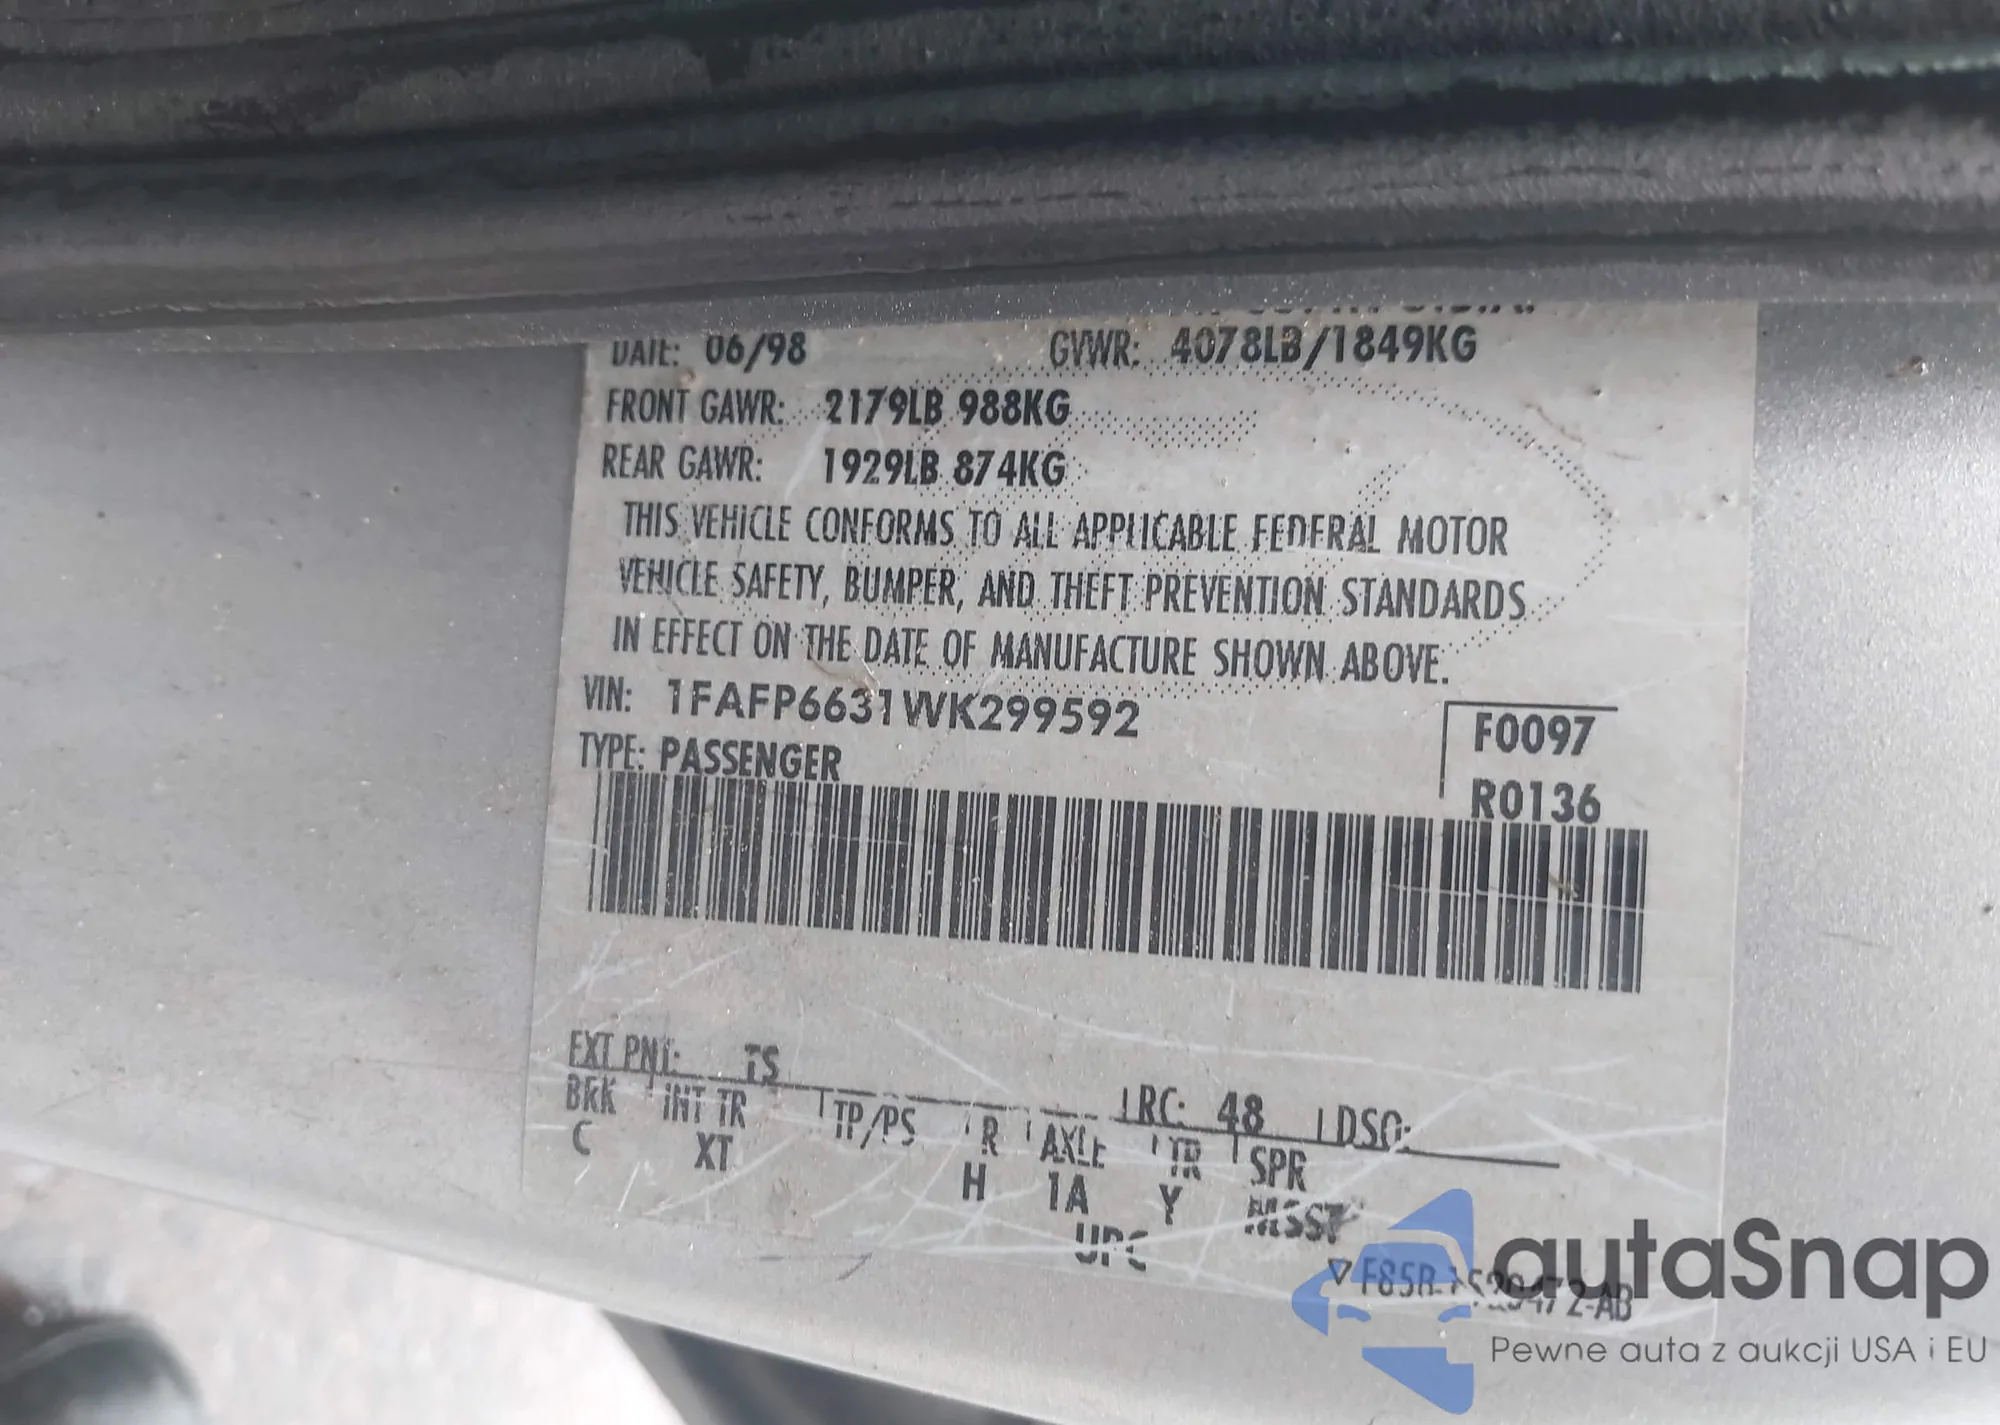 DATE: 06/98 GVWR: 4078LB/1849KG
FRONT GAWR: 2179LB 988KG
REAR GAWR: 1929LB 874KG
THIS VEHICLE CONFORMS TO ALL APPLICABLE FEDERAL MOTOR
VEHICLE SAFETY, BUMPER, AND THEFT PREVENTION STANDARDS
IN EFFECT ON THE DATE OF MANUFACTURE SHOWN ABOVE.
VIN: 1FAFP6631WK299592
F0097
TYPE: PASSENGER
R0136
EXT PNT: TS
RC: 48 DSO:
BRK INT TR TP/PS R AXLE TR SPR
C XT H 1A Y
UPC
autaSnap
Pewne auta z aukcji USA i EU